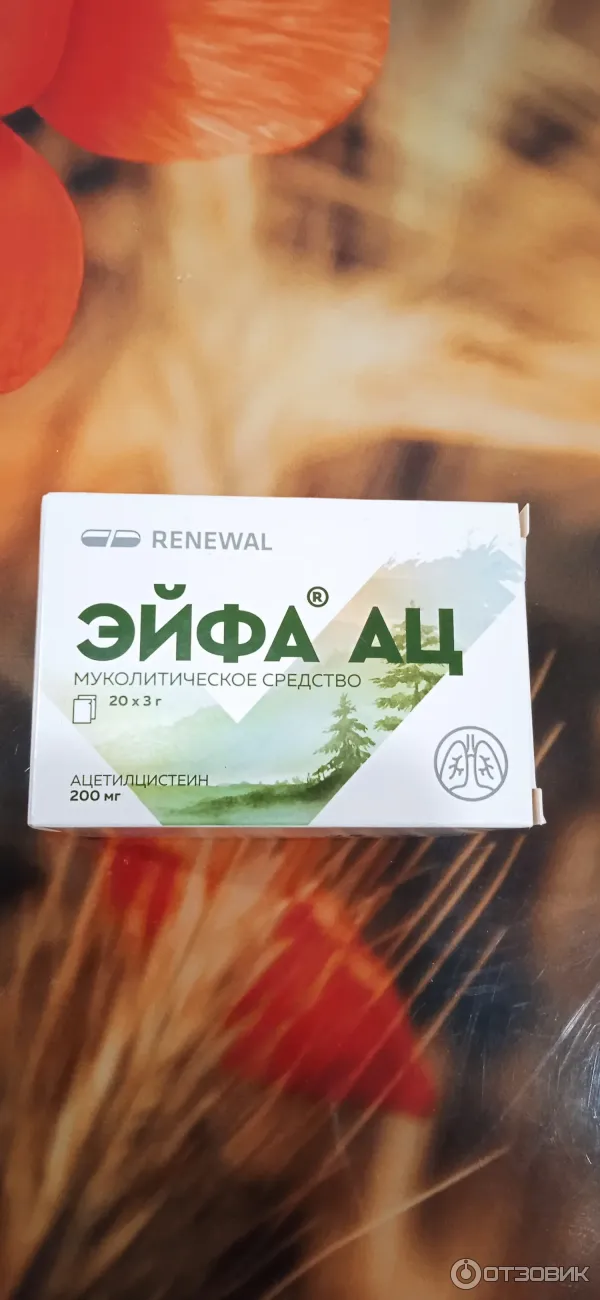 RENEWAL
ЭЙФА® АЦ
МУКОЛИТИЧЕСКОЕ СРЕДСТВО
20 x 3 г
АЦЕТИЛЦИСТЕИН
200 мг
ОТЗОВИК